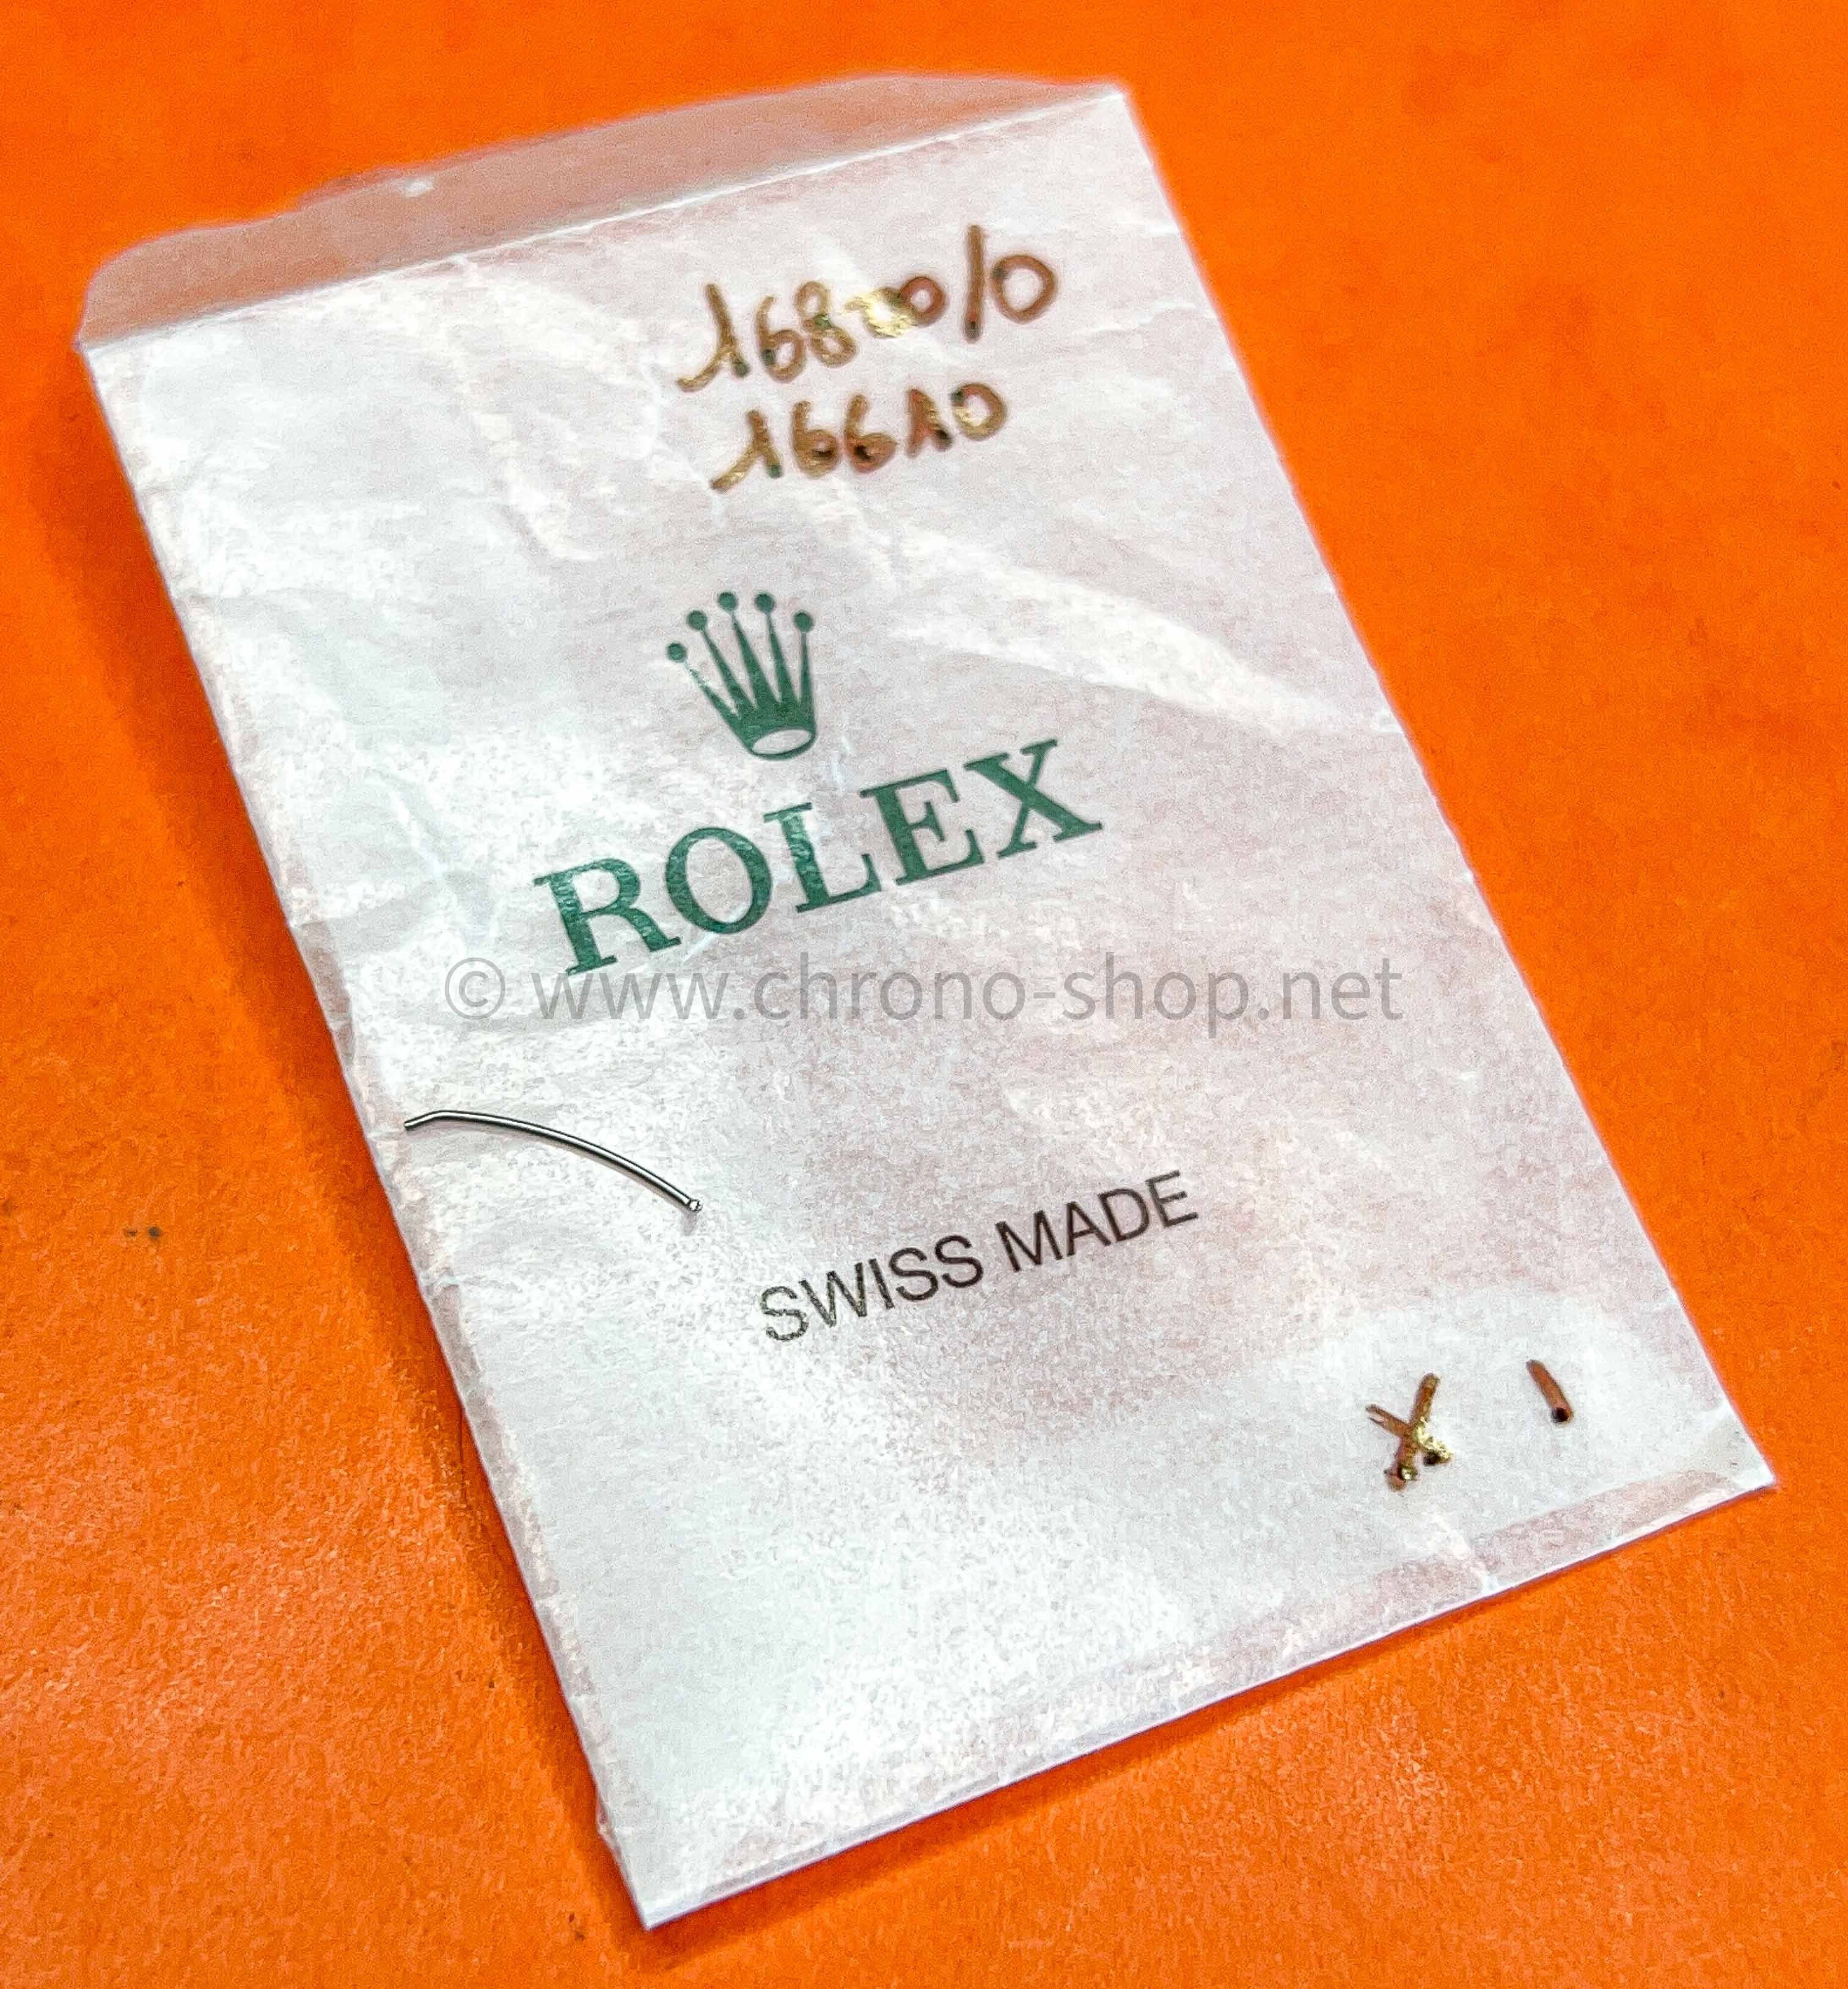 16800/0
16610
ROLEX
© www.chrono-shop.net
SWISS MADE
X 1